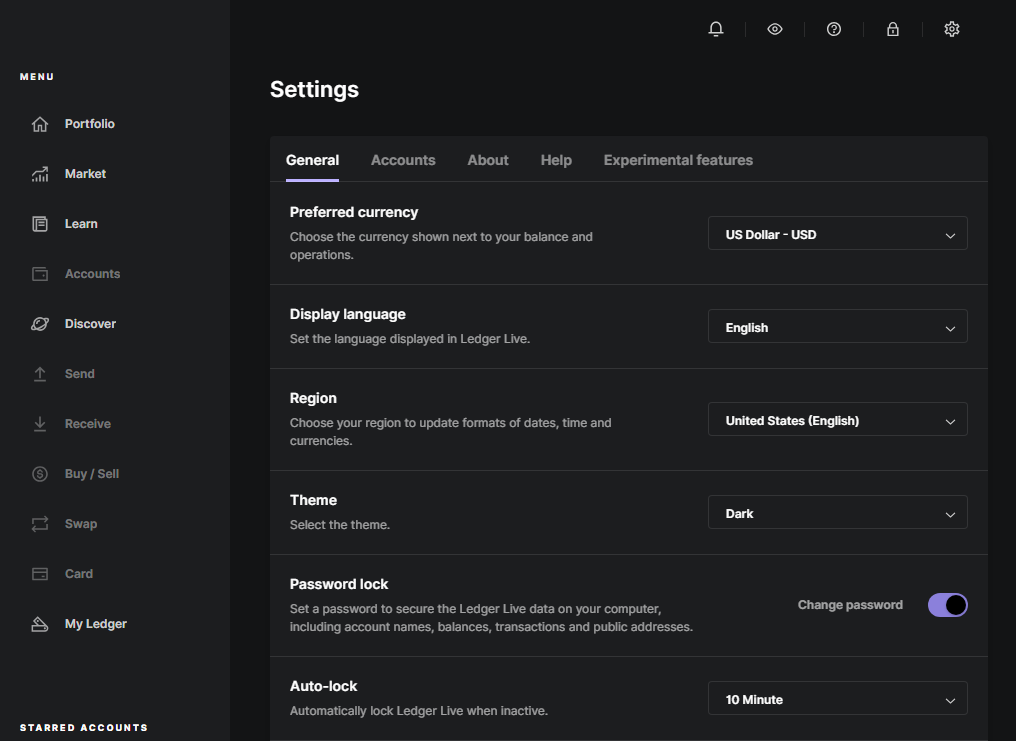 MENU
Portfolio
Market
Learn
Accounts
Discover
Send
Receive
Buy / Sell
Swap
Card
My Ledger
STARRED ACCOUNTS
Settings
General Accounts About Help Experimental features
Preferred currency
Choose the currency shown next to your balance and
operations.
US Dollar - USD
Display language
Set the language displayed in Ledger Live.
English
Region
Choose your region to update formats of dates, time and
currencies.
United States (English)
Theme
Select the theme.
Dark
Password lock
Set a password to secure the Ledger Live data on your computer,
including account names, balances, transactions and public addresses.
Change password
Auto-lock
Automatically lock Ledger Live when inactive.
10 Minute